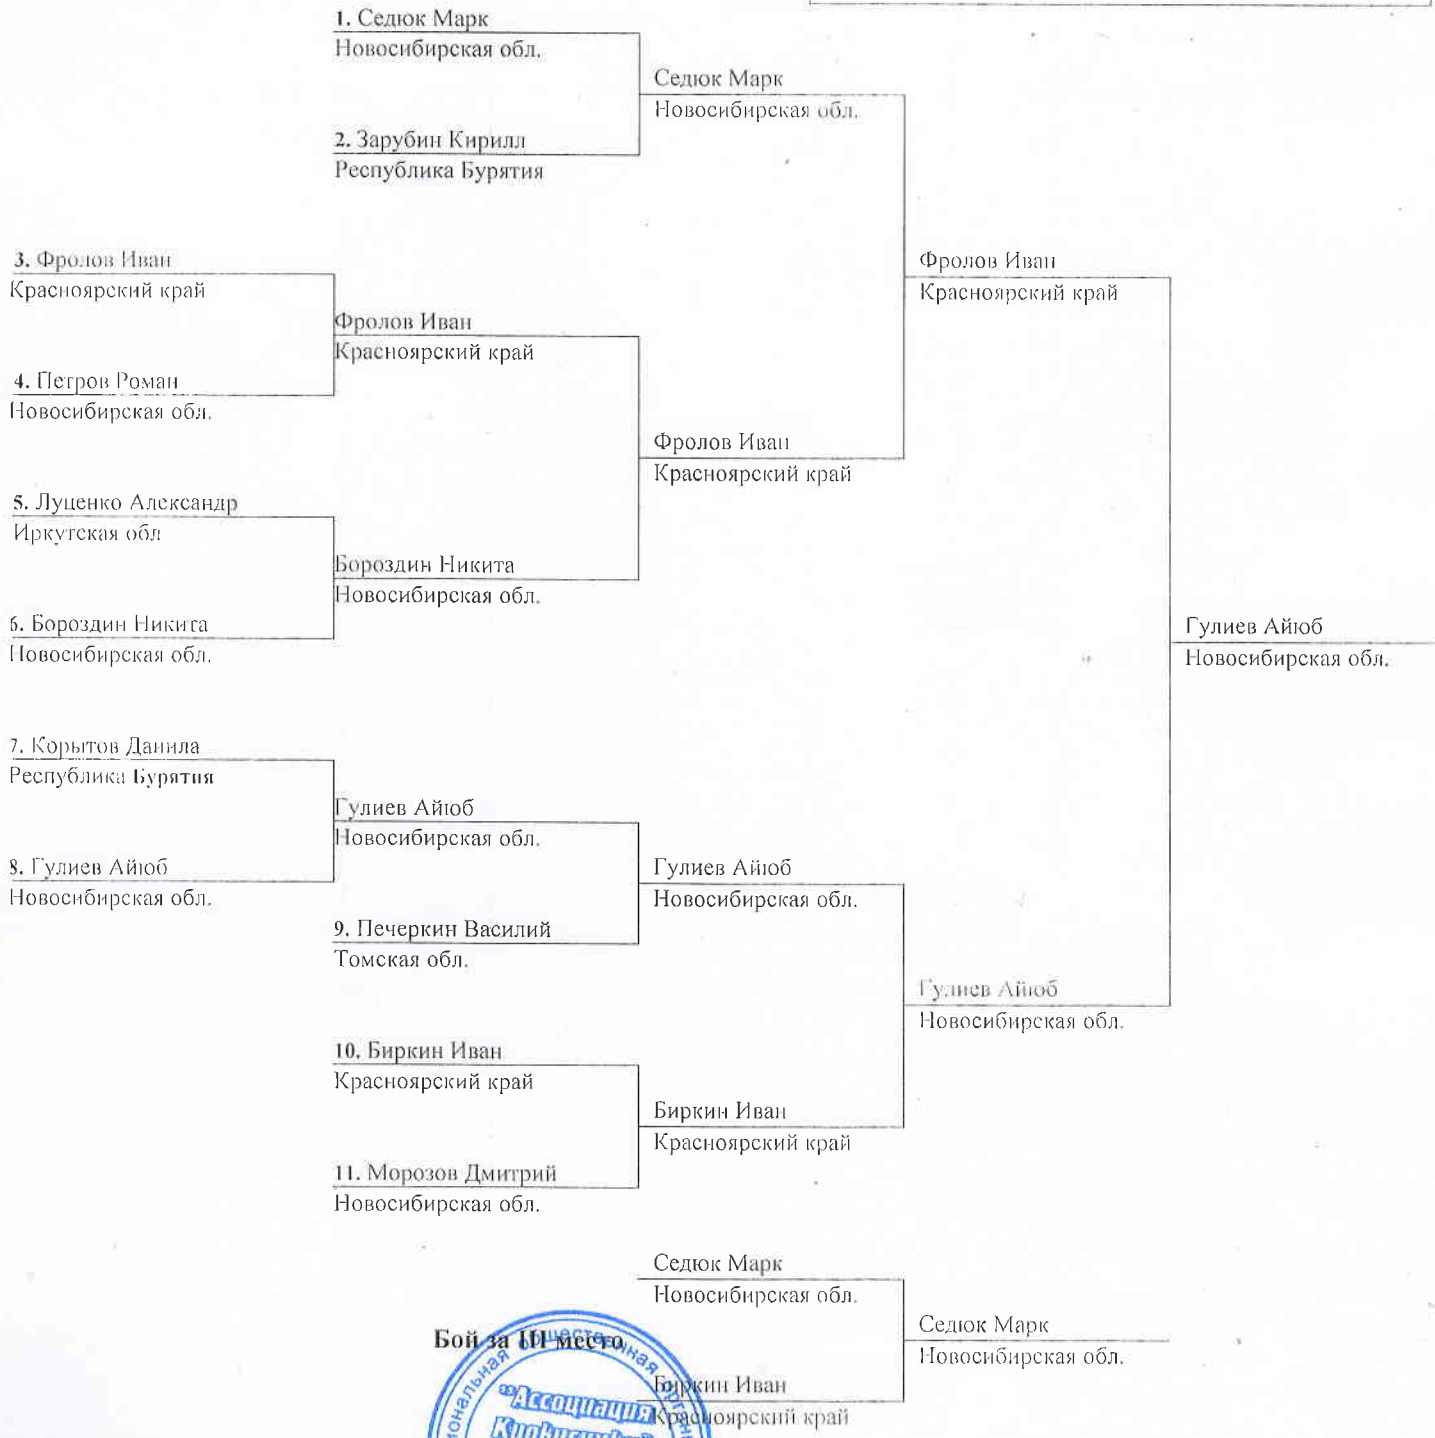 1. Седюк Марк
Новосибирская обл.
Седюк Марк
Новосибирская обл.
2. Зарубин Кирилл
Республика Бурятия
3. Фролов Иван
Красноярский край
Фролов Иван
Красноярский край
Фролов Иван
Красноярский край
4. Петров Роман
Новосибирская обл.
Фролов Иван
Красноярский край
5. Луценко Александр
Иркутская обл
Бороздин Никита
Новосибирская обл.
6. Бороздин Никита
Новосибирская обл.
Гулиев Айюб
Новосибирская обл.
7. Корытов Данила
Республика Бурятия
Гулиев Айюб
Новосибирская обл.
8. Гулиев Айюб
Новосибирская обл.
Гулиев Айюб
Новосибирская обл.
9. Печеркин Василий
Томская обл.
Гулиев Айюб
Новосибирская обл.
10. Биркин Иван
Красноярский край
Биркин Иван
Красноярский край
11. Морозов Дмитрий
Новосибирская обл.
Седюк Марк
Новосибирская обл.
Бой за III место
Седюк Марк
Новосибирская обл.
Биркин Иван
Красноярский край
общественная
"Ассоциация